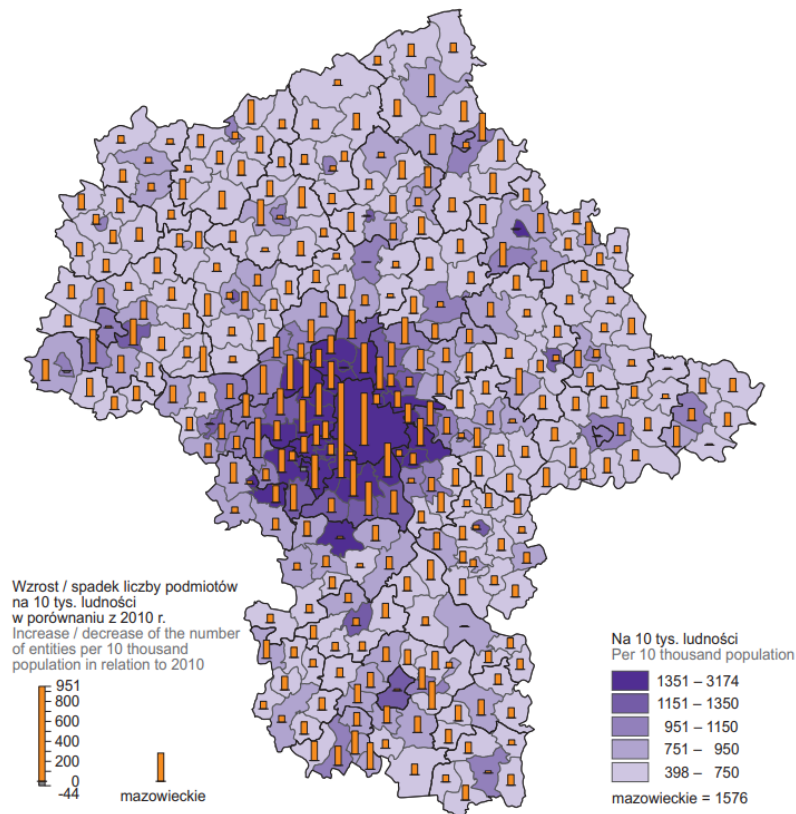 Wzrost / spadek liczby podmiotów
na 10 tys. ludności
w porównaniu z 2010 r.
Increase / decrease of the number
of entities per 10 thousand
population in relation to 2010
951
800
600
400
200
0
-44
mazowieckie
Na 10 tys. ludności
Per 10 thousand population
1351 – 3174
1151 – 1350
951 – 1150
751 – 950
398 – 750
mazowieckie = 1576